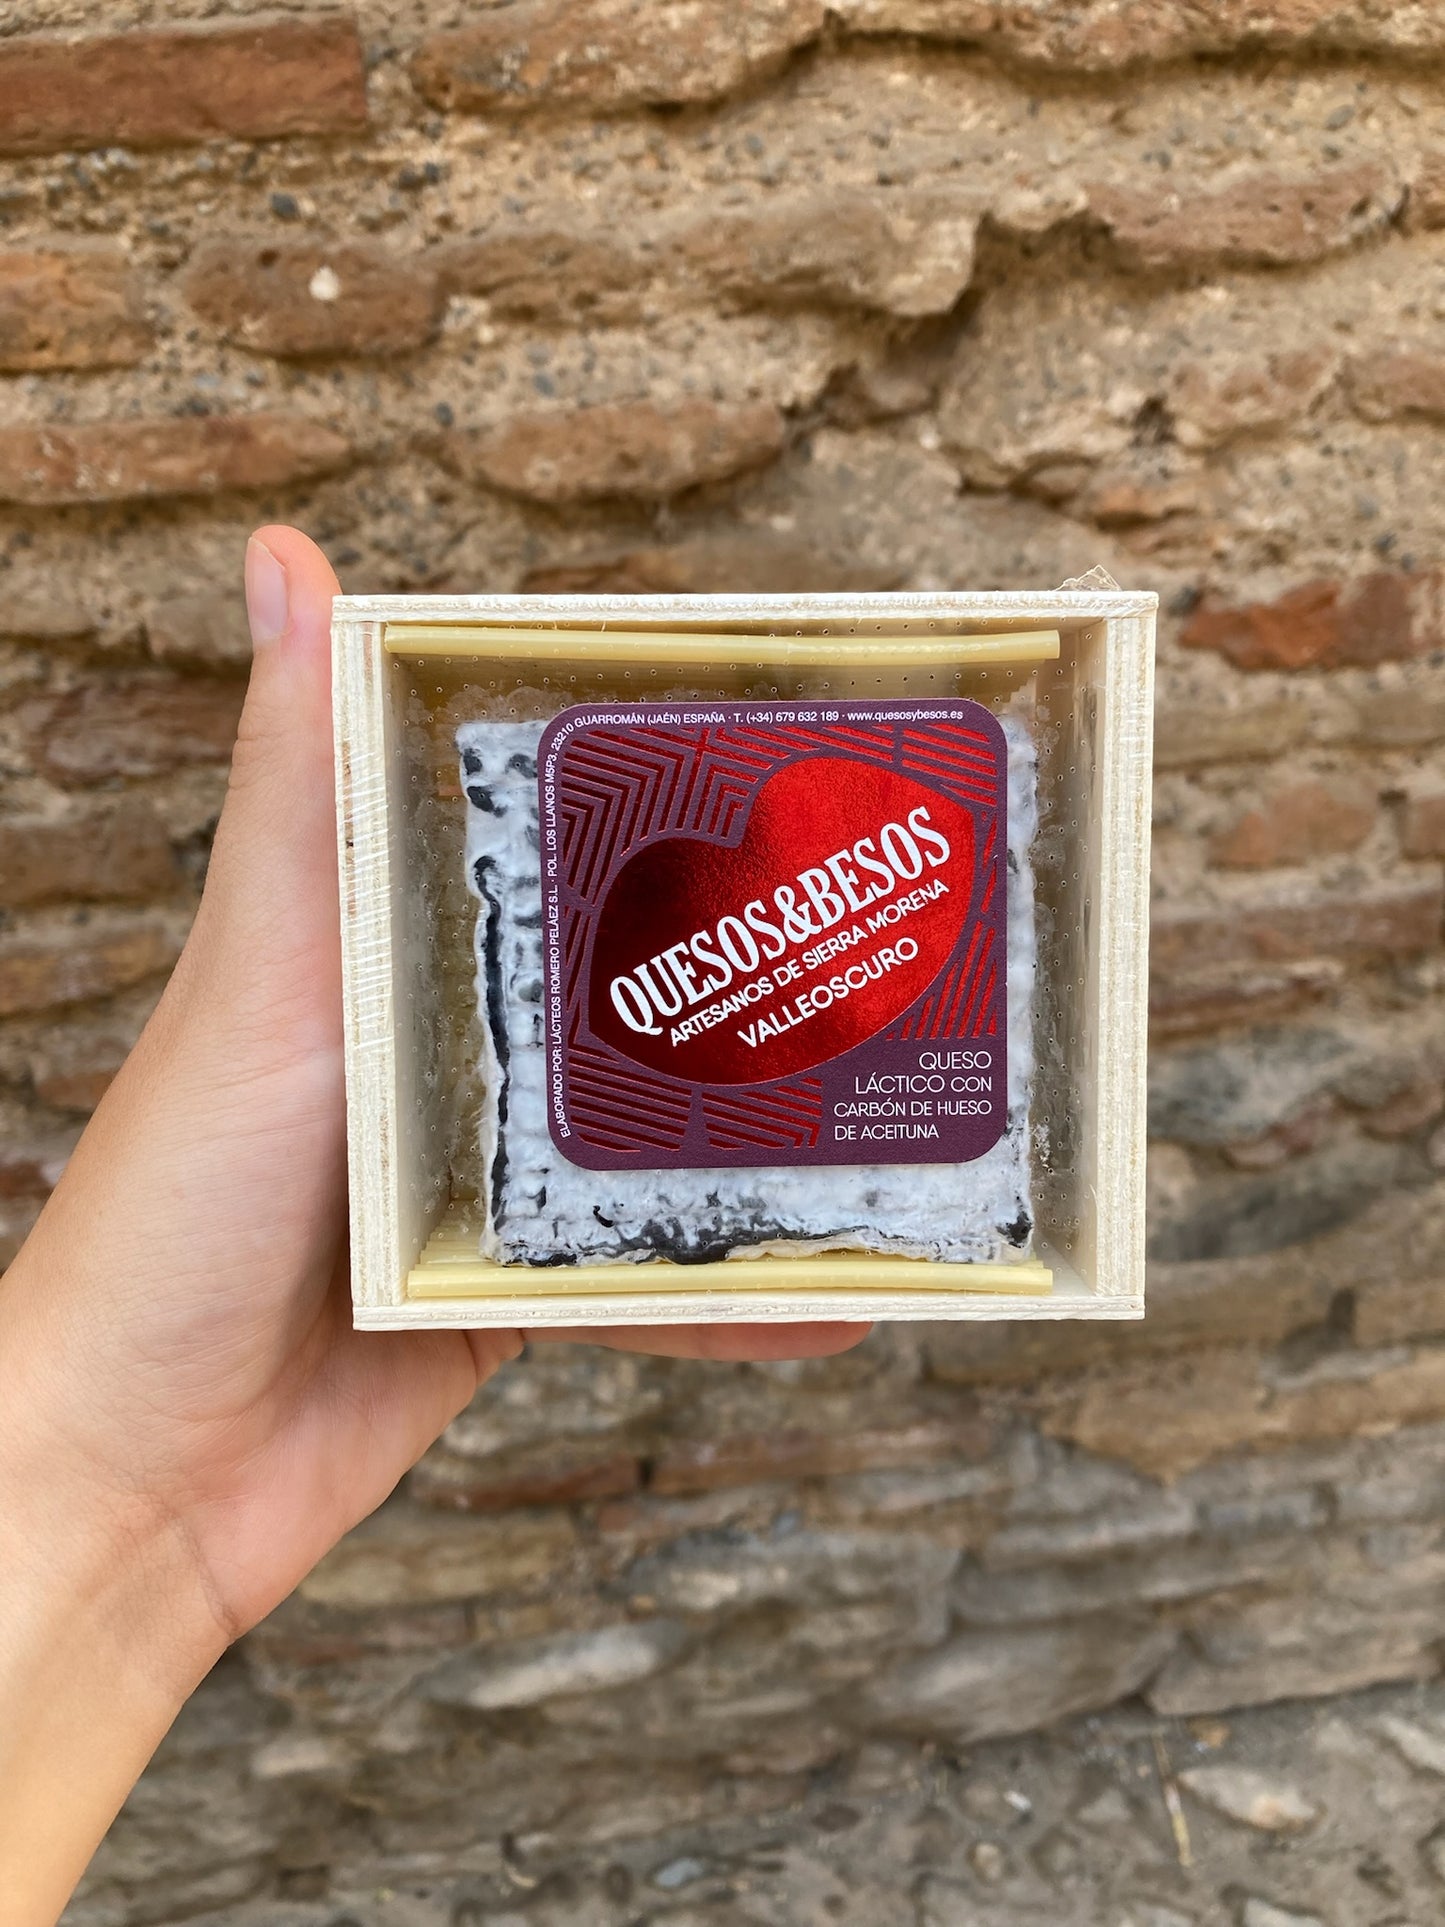 ELABORADO POR: LÁCTEOS ROMERO PELÁEZ S.L. · POL. LOS LLANOS M5P3, 23210 GUARROMÁN (JAÉN) ESPAÑA · T. (+34) 679 632 189 · www.quesosybesos.es
QUESOS&BESOS
ARTESANOS DE SIERRA MORENA
VALLEOSCURO
QUESO
LÁCTICO CON
CARBÓN DE HUESO
DE ACEITUNA